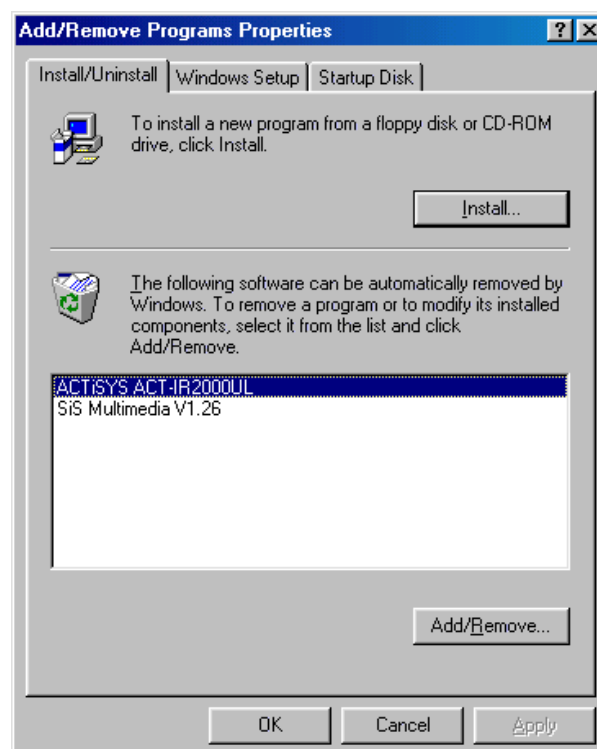 Add/Remove Programs Properties
Install/Uninstall
Windows Setup
Startup Disk
To install a new program from a floppy disk or CD-ROM
drive, click Install.
Install...
The following software can be automatically removed by
Windows. To remove a program or to modify its installed
components, select it from the list and click
Add/Remove.
ACTiSYS ACT-IR2000UL
SiS Multimedia V1.26
Add/Remove...
OK
Cancel
Apply